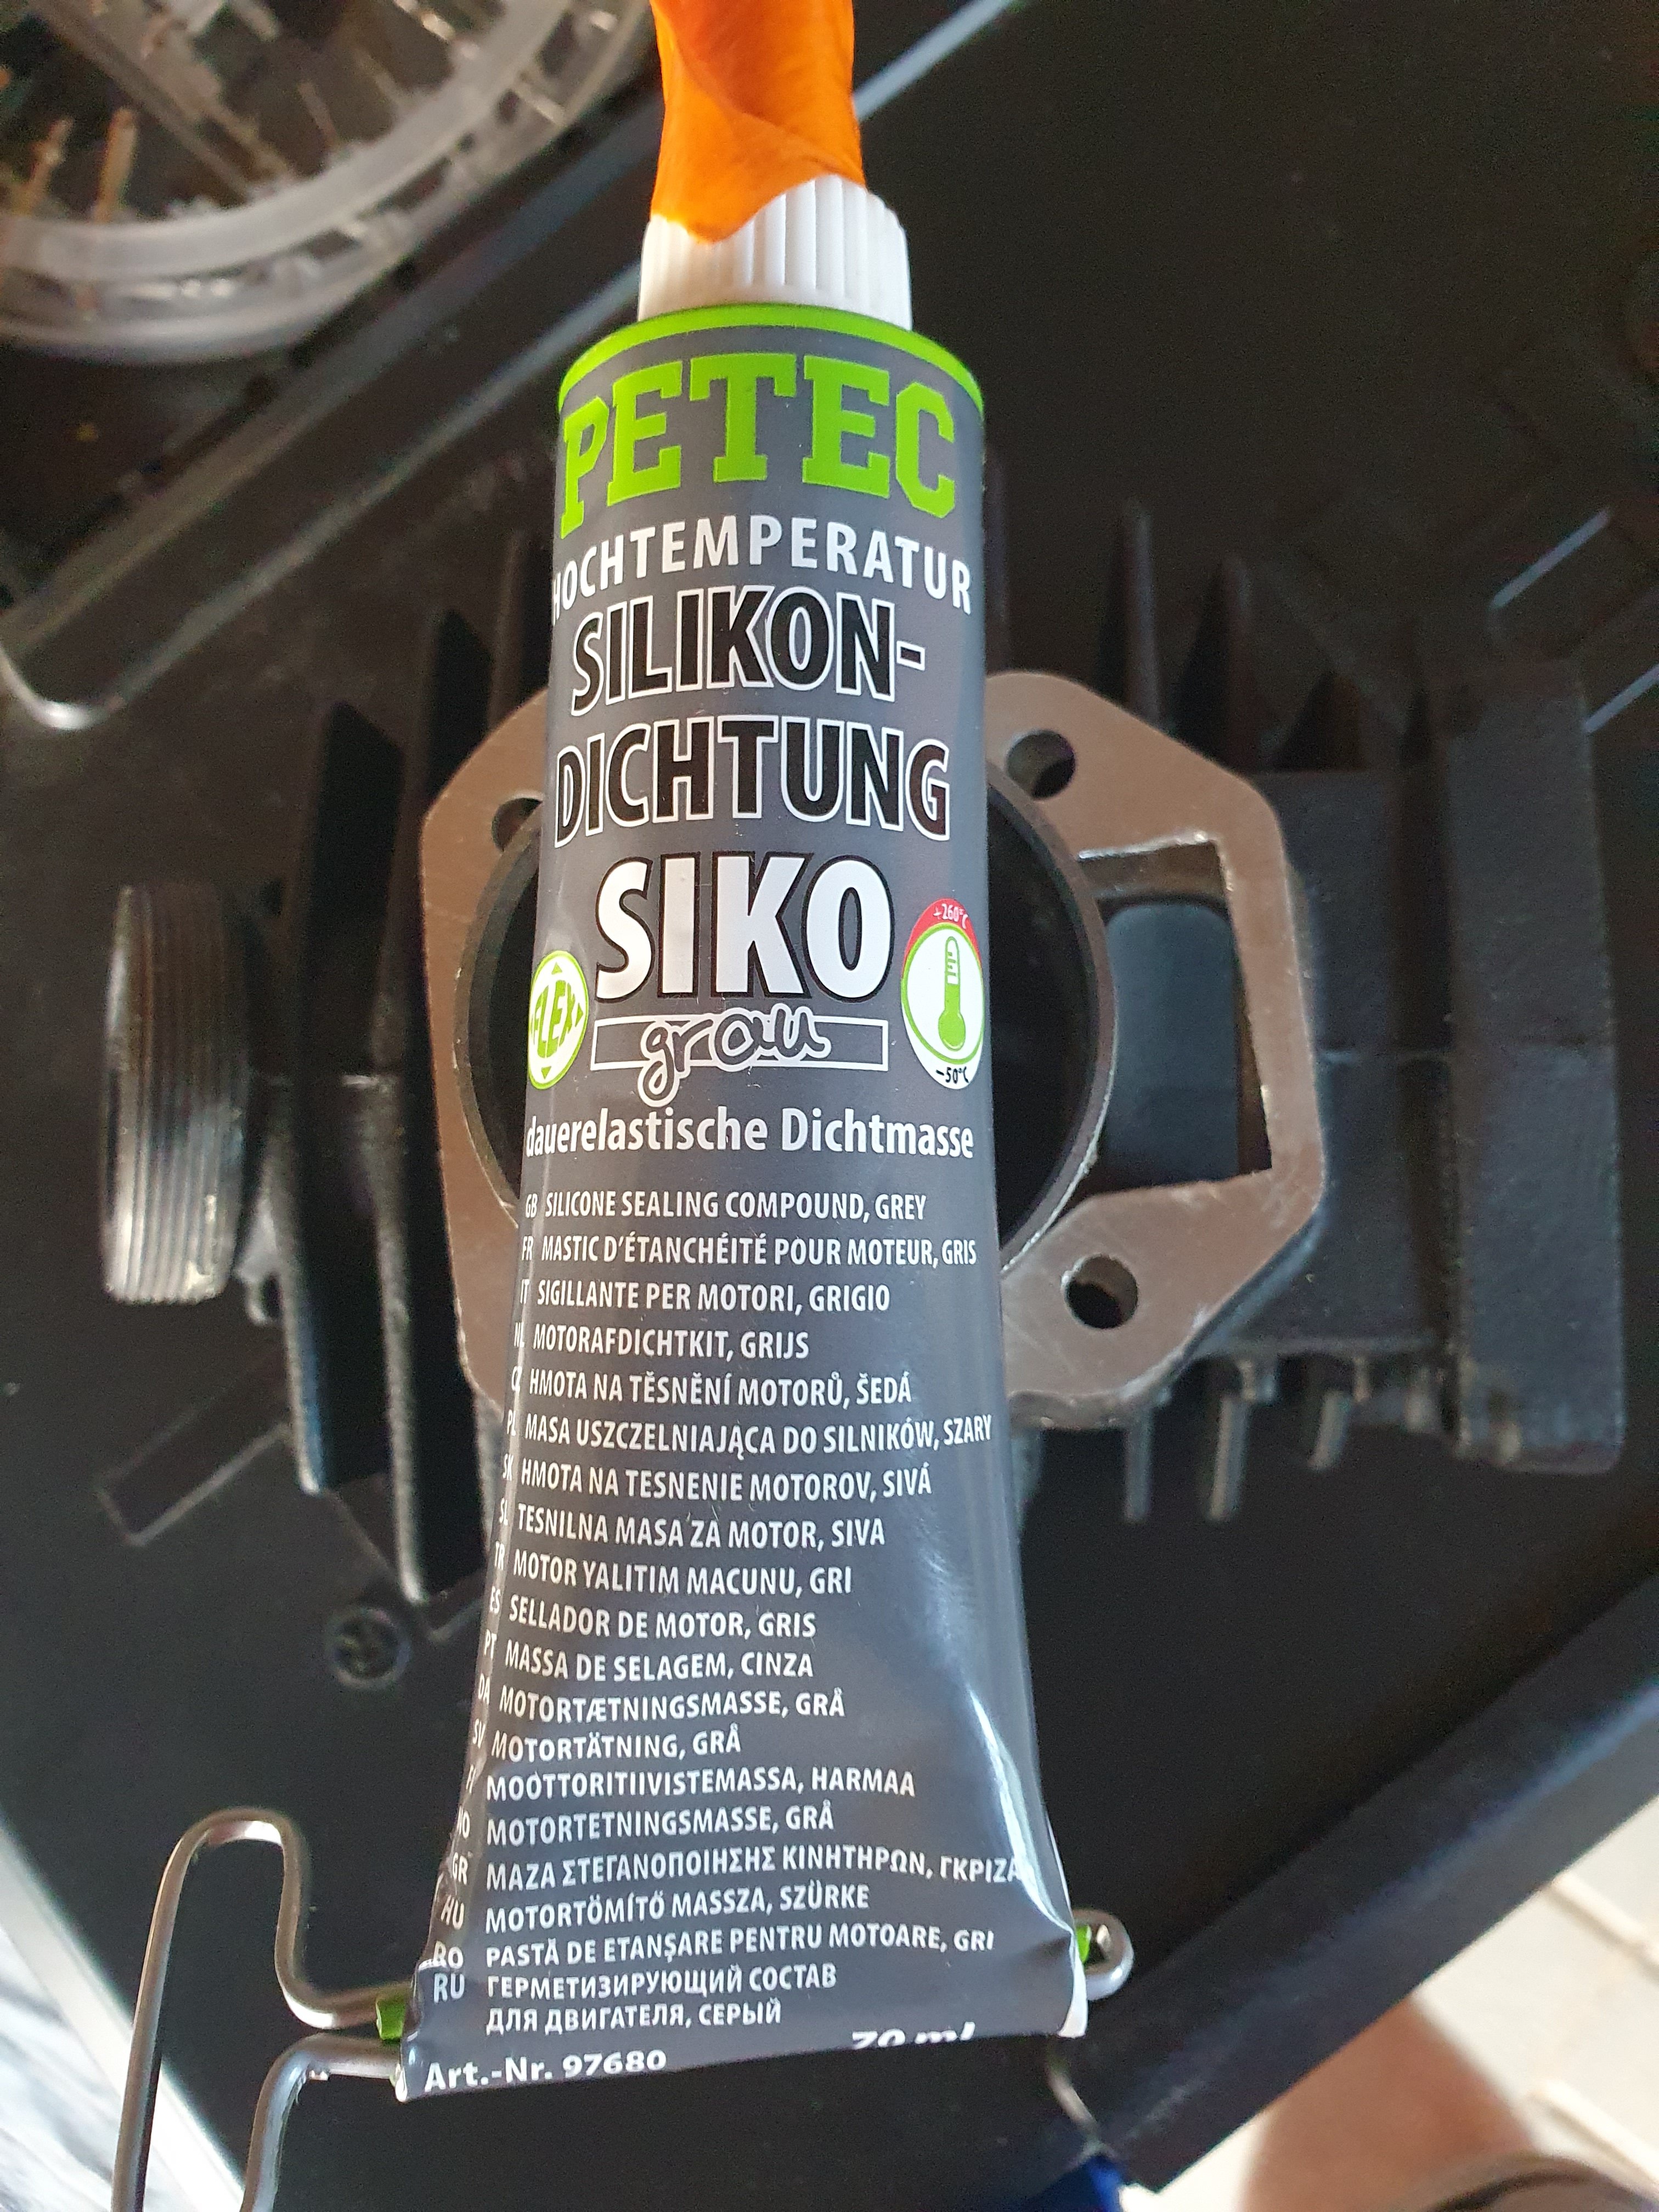 PETEC
HOCHTEMPERATUR
SILIKON-
DICHTUNG
SIKO
+260°C
FLEX
grau
-50°C
dauerelastische Dichtmasse
GB SILICONE SEALING COMPOUND, GREY
FR MASTIC D'ÉTANCHÉITÉ POUR MOTEUR, GRIS
IT SIGILLANTE PER MOTORI, GRIGIO
NL MOTORAFDICHTKIT, GRIJS
CZ HMOTA NA TĚSNĚNÍ MOTORŮ, ŠEDÁ
PL MASA USZCZELNIAJĄCA DO SILNIKÓW, SZARY
SK HMOTA NA TESNENIE MOTOROV, SIVÁ
SL TESNILNA MASA ZA MOTOR, SIVA
TR MOTOR YALITIM MACUNU, GRI
ES SELLADOR DE MOTOR, GRIS
PT MASSA DE SELAGEM, CINZA
DA MOTORTÆTNINGSMASSE, GRÅ
SV MOTORTÄTNING, GRÅ
FI MOOTTORITIIVISTEMASSA, HARMAA
NO MOTORTETNINGSMASSE, GRÅ
GR ΜΑΖΑ ΣΤΕΓΑΝΟΠΟΙΗΣΗΣ ΚΙΝΗΤΗΡΩΝ, ΓΚΡΙΖΑ
HU MOTORTÖMÍTŐ MASSZA, SZÜRKE
RO PASTĂ DE ETANȘARE PENTRU MOTOARE, GRI
RU ГЕРМЕТИЗИРУЮЩИЙ СОСТАВ
ДЛЯ ДВИГАТЕЛЯ, СЕРЫЙ
70 ml
Art.-Nr. 97680